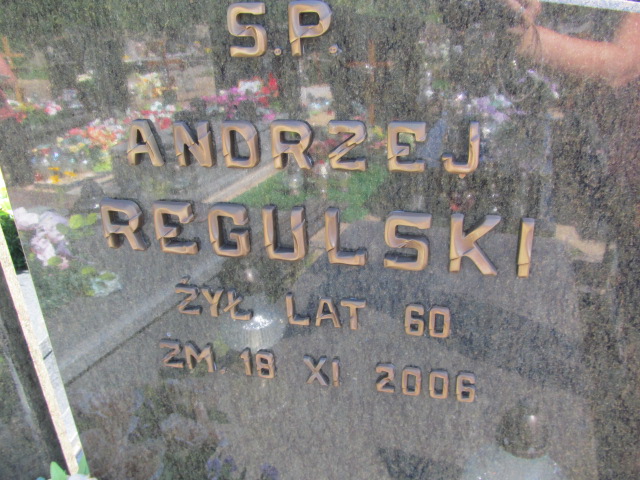 S.P.
ANDRZEJ
REGULSKI
ŻYŁ LAT 60
ZM. 18 XI 2006